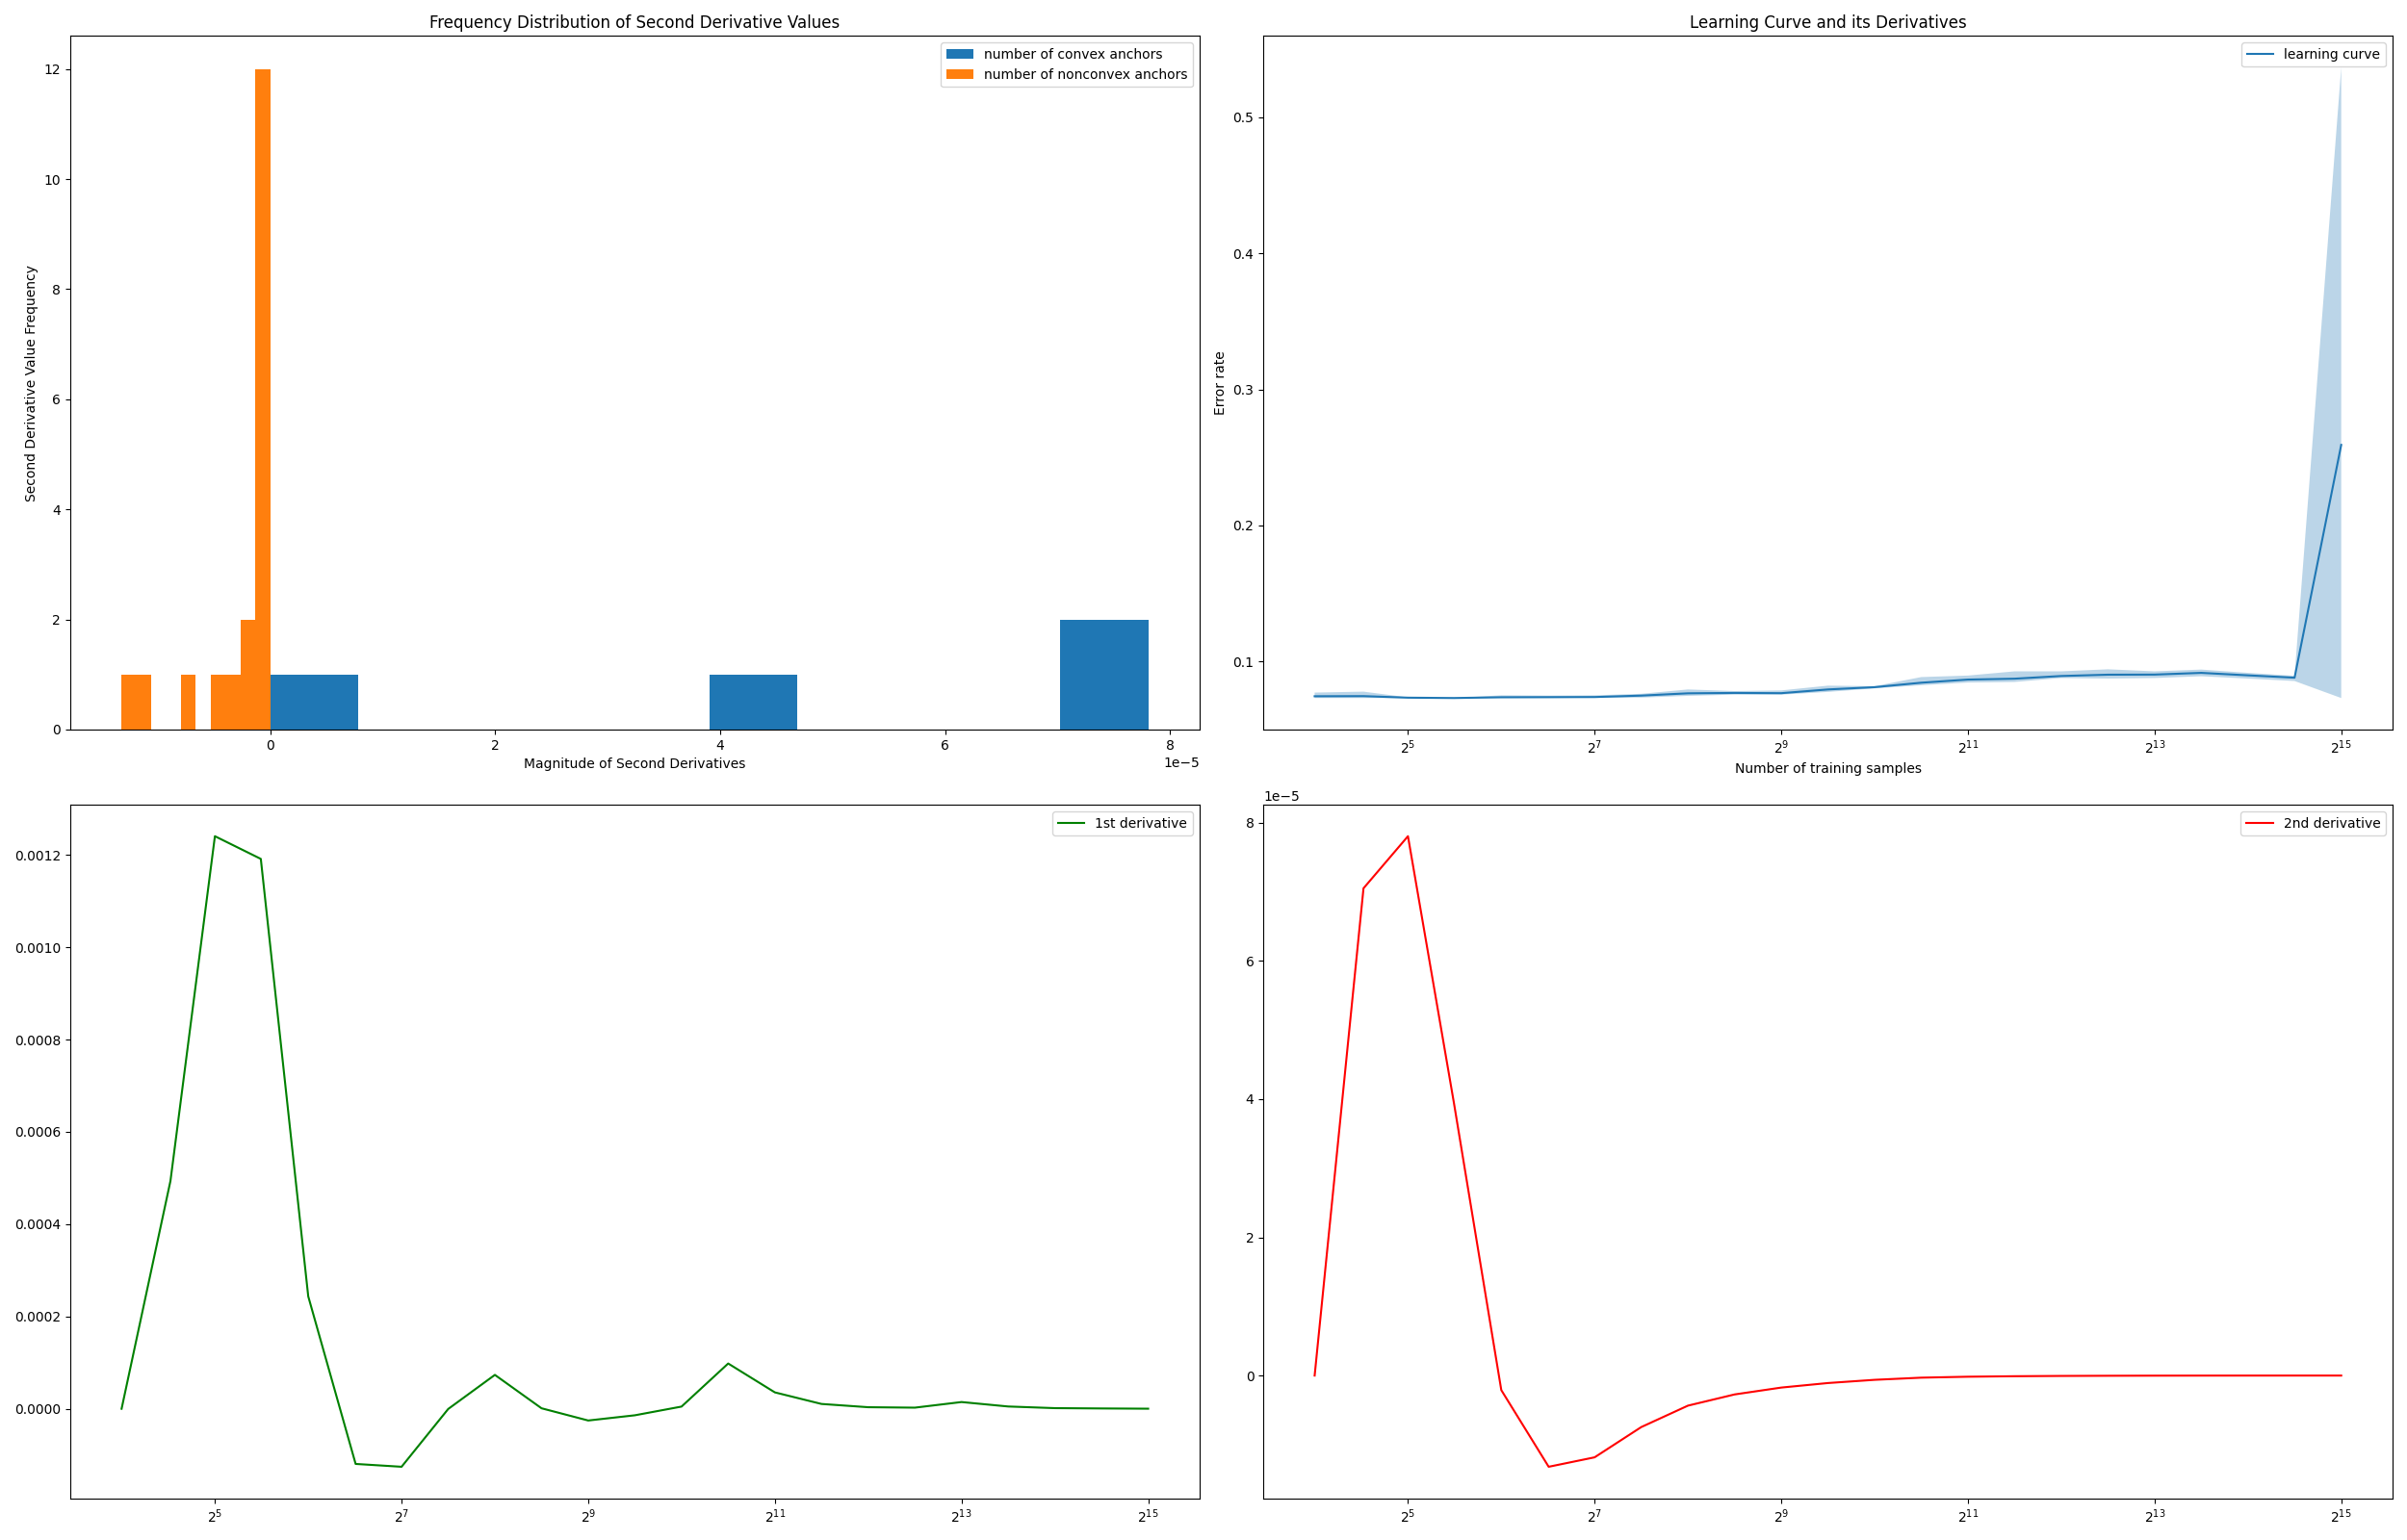 Frequency Distribution of Second Derivative Values
number of convex anchors
number of nonconvex anchors
12
10
8
6
4
2
0
Second Derivative Value Frequency
0 2 4 6 8
1e−5
Magnitude of Second Derivatives
Learning Curve and its Derivatives
learning curve
0.5
0.4
0.3
0.2
0.1
Error rate
2^5 2^7 2^9 2^11 2^13 2^15
Number of training samples
1st derivative
0.0012
0.0010
0.0008
0.0006
0.0004
0.0002
0.0000
2^5 2^7 2^9 2^11 2^13 2^15
1e−5
2nd derivative
8
6
4
2
0
2^5 2^7 2^9 2^11 2^13 2^15